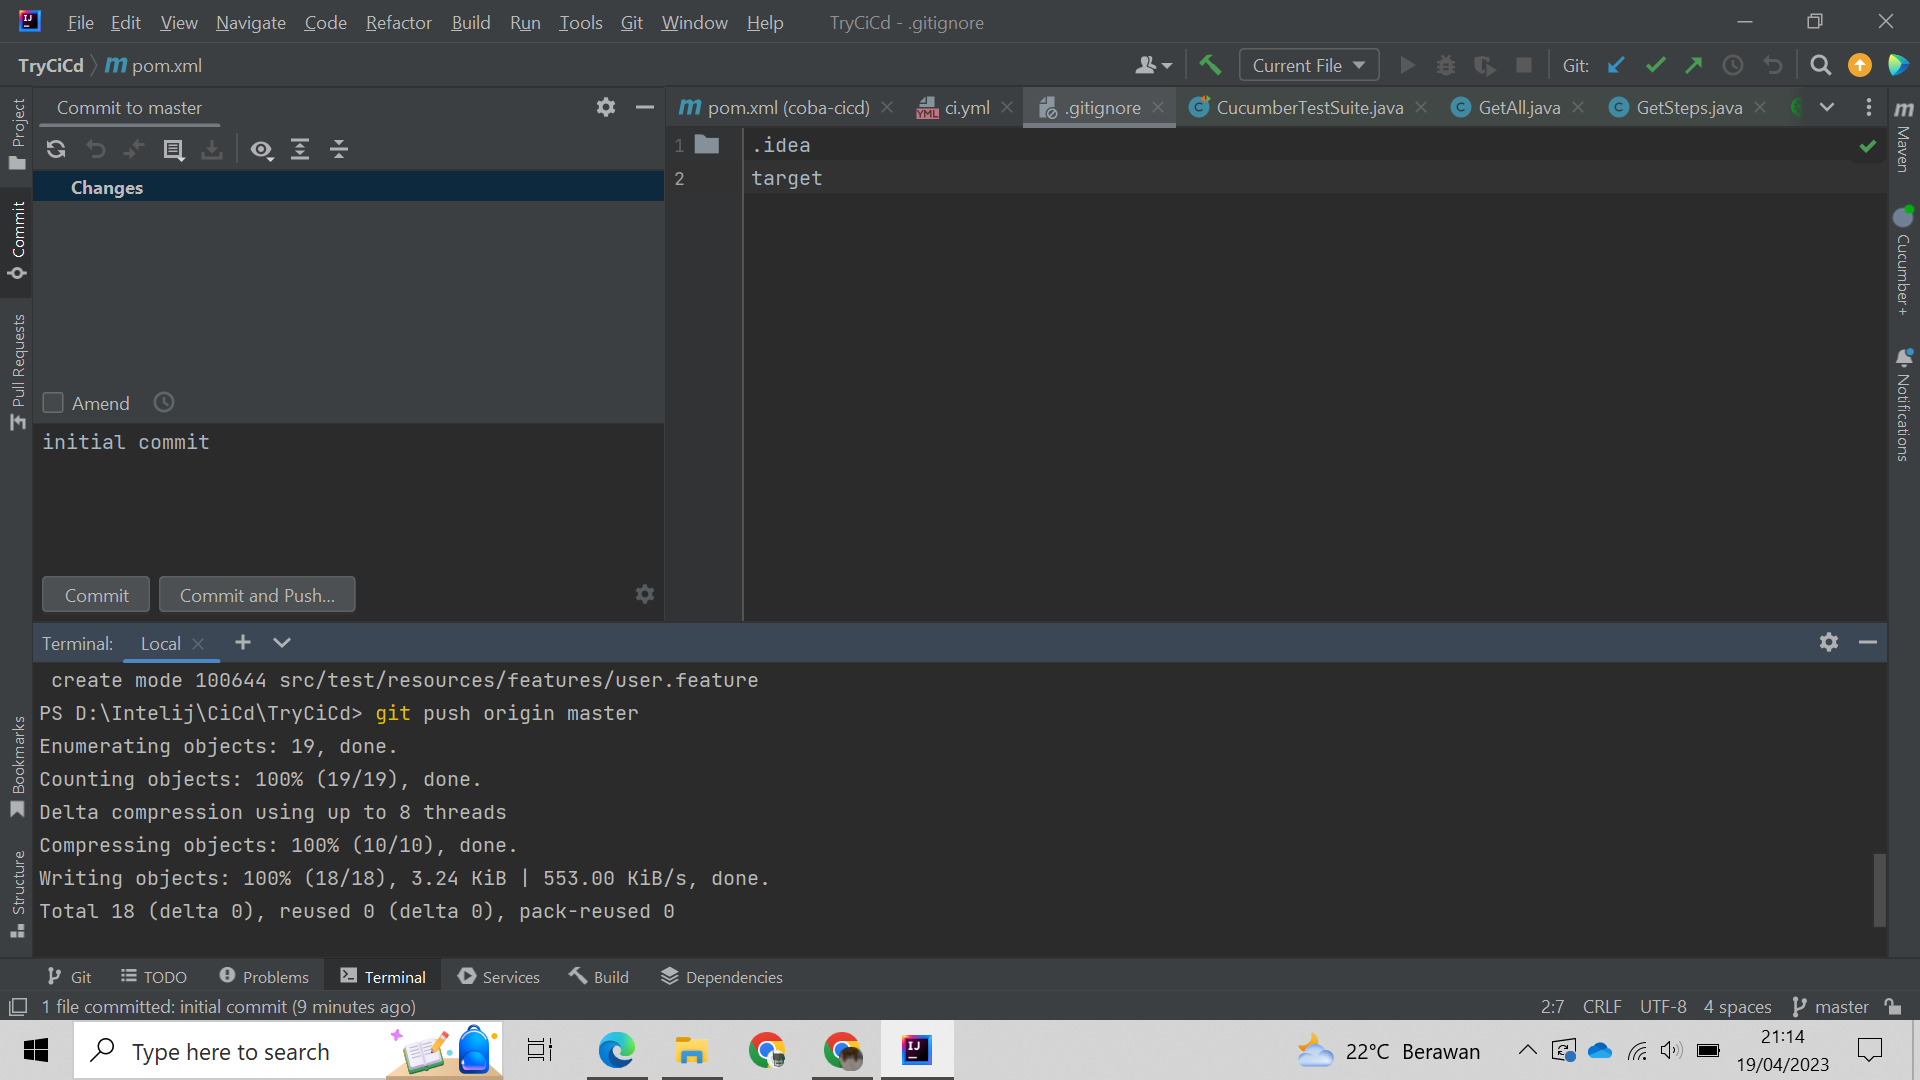 File Edit View Navigate Code Refactor Build Run Tools Git Window Help TryCiCd - .gitignore
TryCiCd pom.xml Current File Git:
Commit to master
pom.xml (coba-cicd) ci.yml .gitignore CucumberTestSuite.java GetAll.java GetSteps.java
Project
Commit
Pull Requests
Bookmarks
Structure
Changes
Amend
initial commit
Commit Commit and Push...
1 .idea
2 target
Maven
Cucumber+
Notifications
Terminal: Local
create mode 100644 src/test/resources/features/user.feature
PS D:\Intelij\CiCd\TryCiCd> git push origin master
Enumerating objects: 19, done.
Counting objects: 100% (19/19), done.
Delta compression using up to 8 threads
Compressing objects: 100% (10/10), done.
Writing objects: 100% (18/18), 3.24 KiB | 553.00 KiB/s, done.
Total 18 (delta 0), reused 0 (delta 0), pack-reused 0
Git TODO Problems Terminal Services Build Dependencies
1 file committed: initial commit (9 minutes ago) 2:7 CRLF UTF-8 4 spaces master
Type here to search 22°C Berawan 21:14
19/04/2023